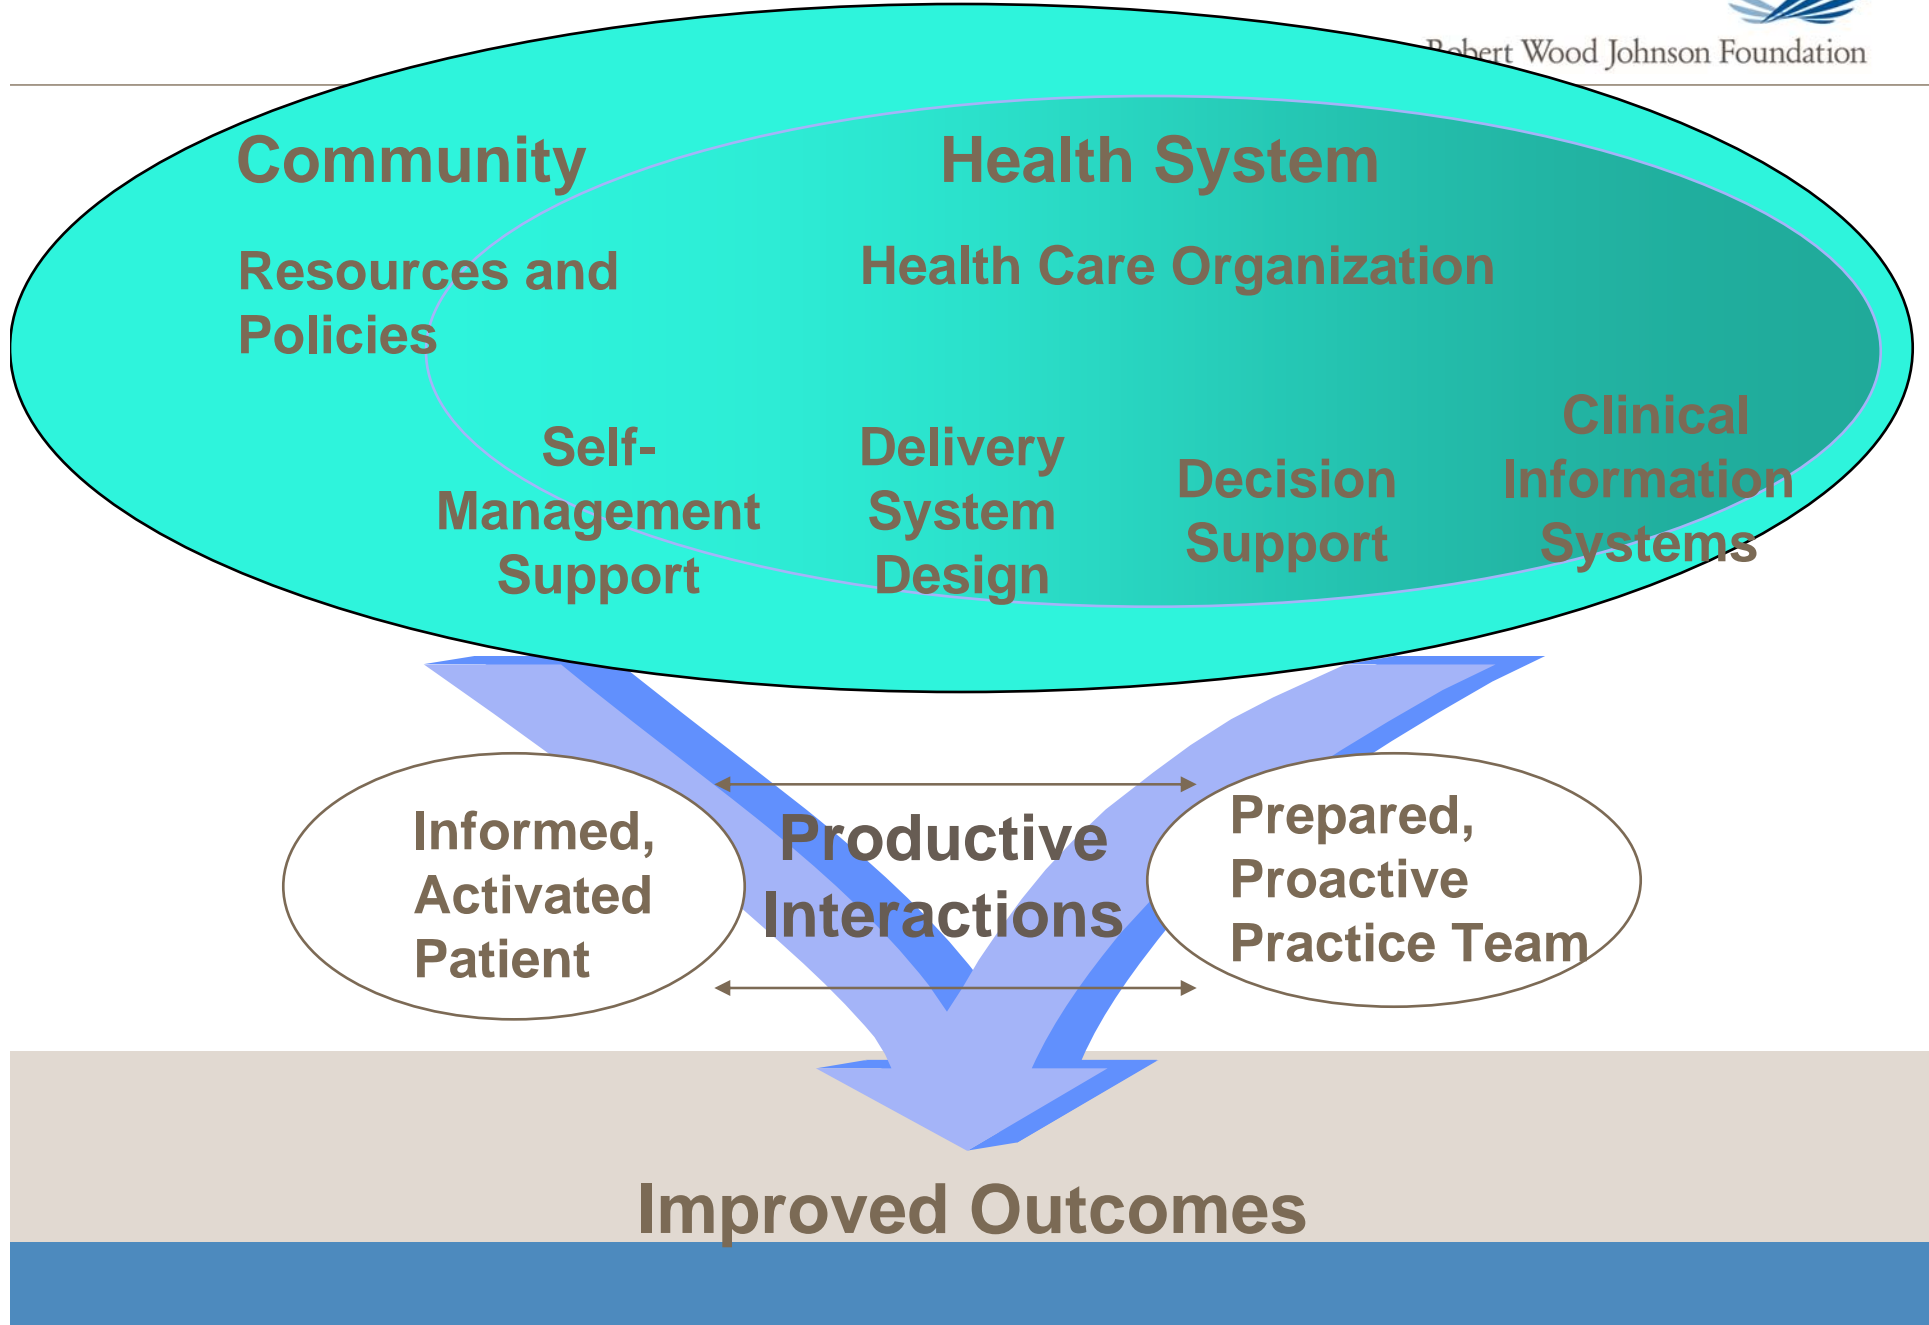 Robert Wood Johnson Foundation
Community
Health System
Resources and
Policies
Health Care Organization
Self-
Management
Support
Delivery
System
Design
Decision
Support
Clinical
Information
Systems
Informed,
Activated
Patient
Productive
Interactions
Prepared,
Proactive
Practice Team
Improved Outcomes